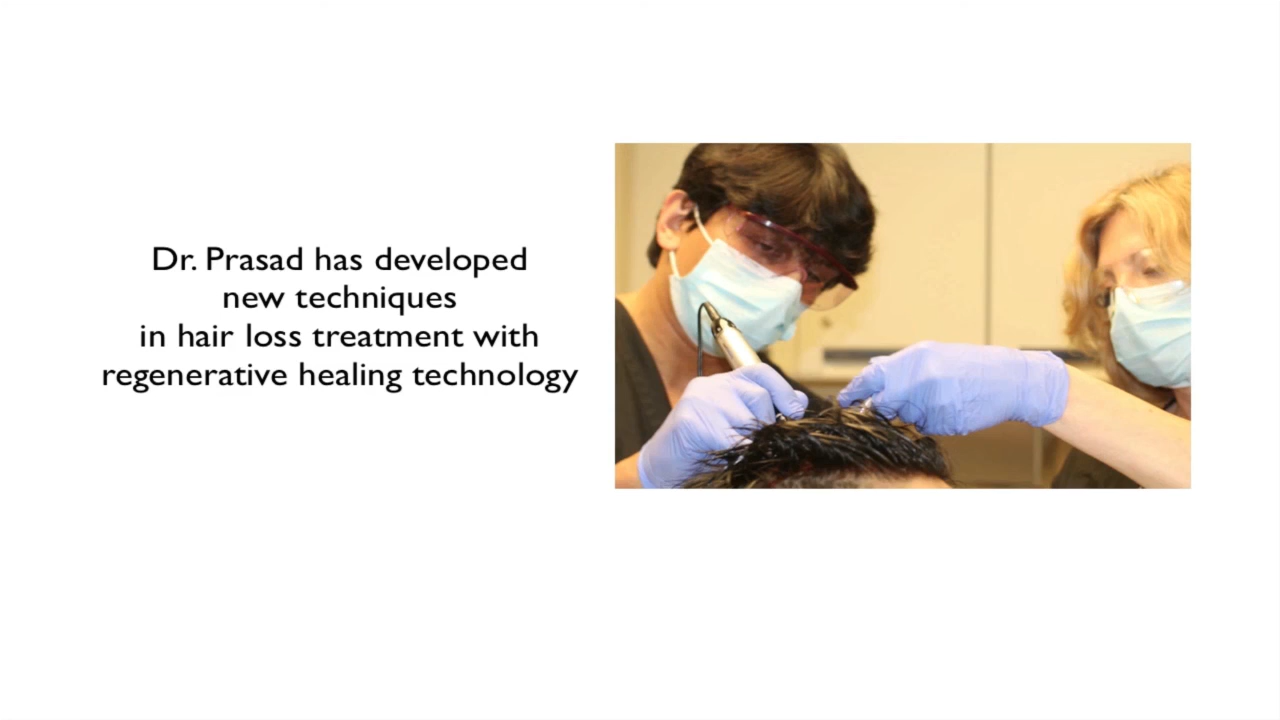 Dr. Prasad has developed
new techniques
in hair loss treatment with
regenerative healing technology